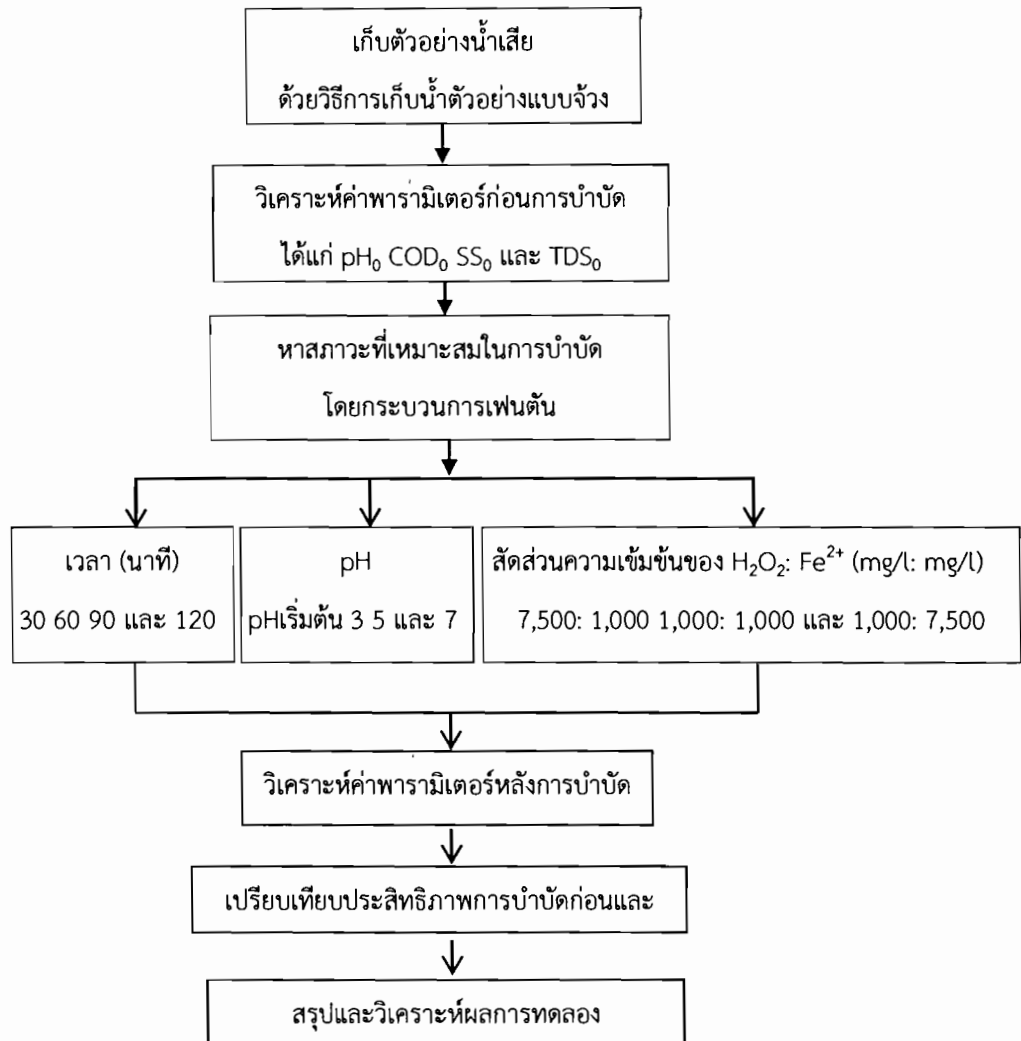 เก็บตัวอย่างน้ำเสีย
ด้วยวิธีการเก็บน้ำตัวอย่างแบบจ้วง
วิเคราะห์ค่าพารามิเตอร์ก่อนการบำบัด
ได้แก่ pH₀ COD₀ SS₀ และ TDS₀
หาสภาวะที่เหมาะสมในการบำบัด
โดยกระบวนการเฟนตัน
เวลา (นาที)
30 60 90 และ 120
pH
pHเริ่มต้น 3 5 และ 7
สัดส่วนความเข้มข้นของ H₂O₂: Fe²⁺ (mg/l: mg/l)
7,500: 1,000 1,000: 1,000 และ 1,000: 7,500
วิเคราะห์ค่าพารามิเตอร์หลังการบำบัด
เปรียบเทียบประสิทธิภาพการบำบัดก่อนและ
สรุปและวิเคราะห์ผลการทดลอง